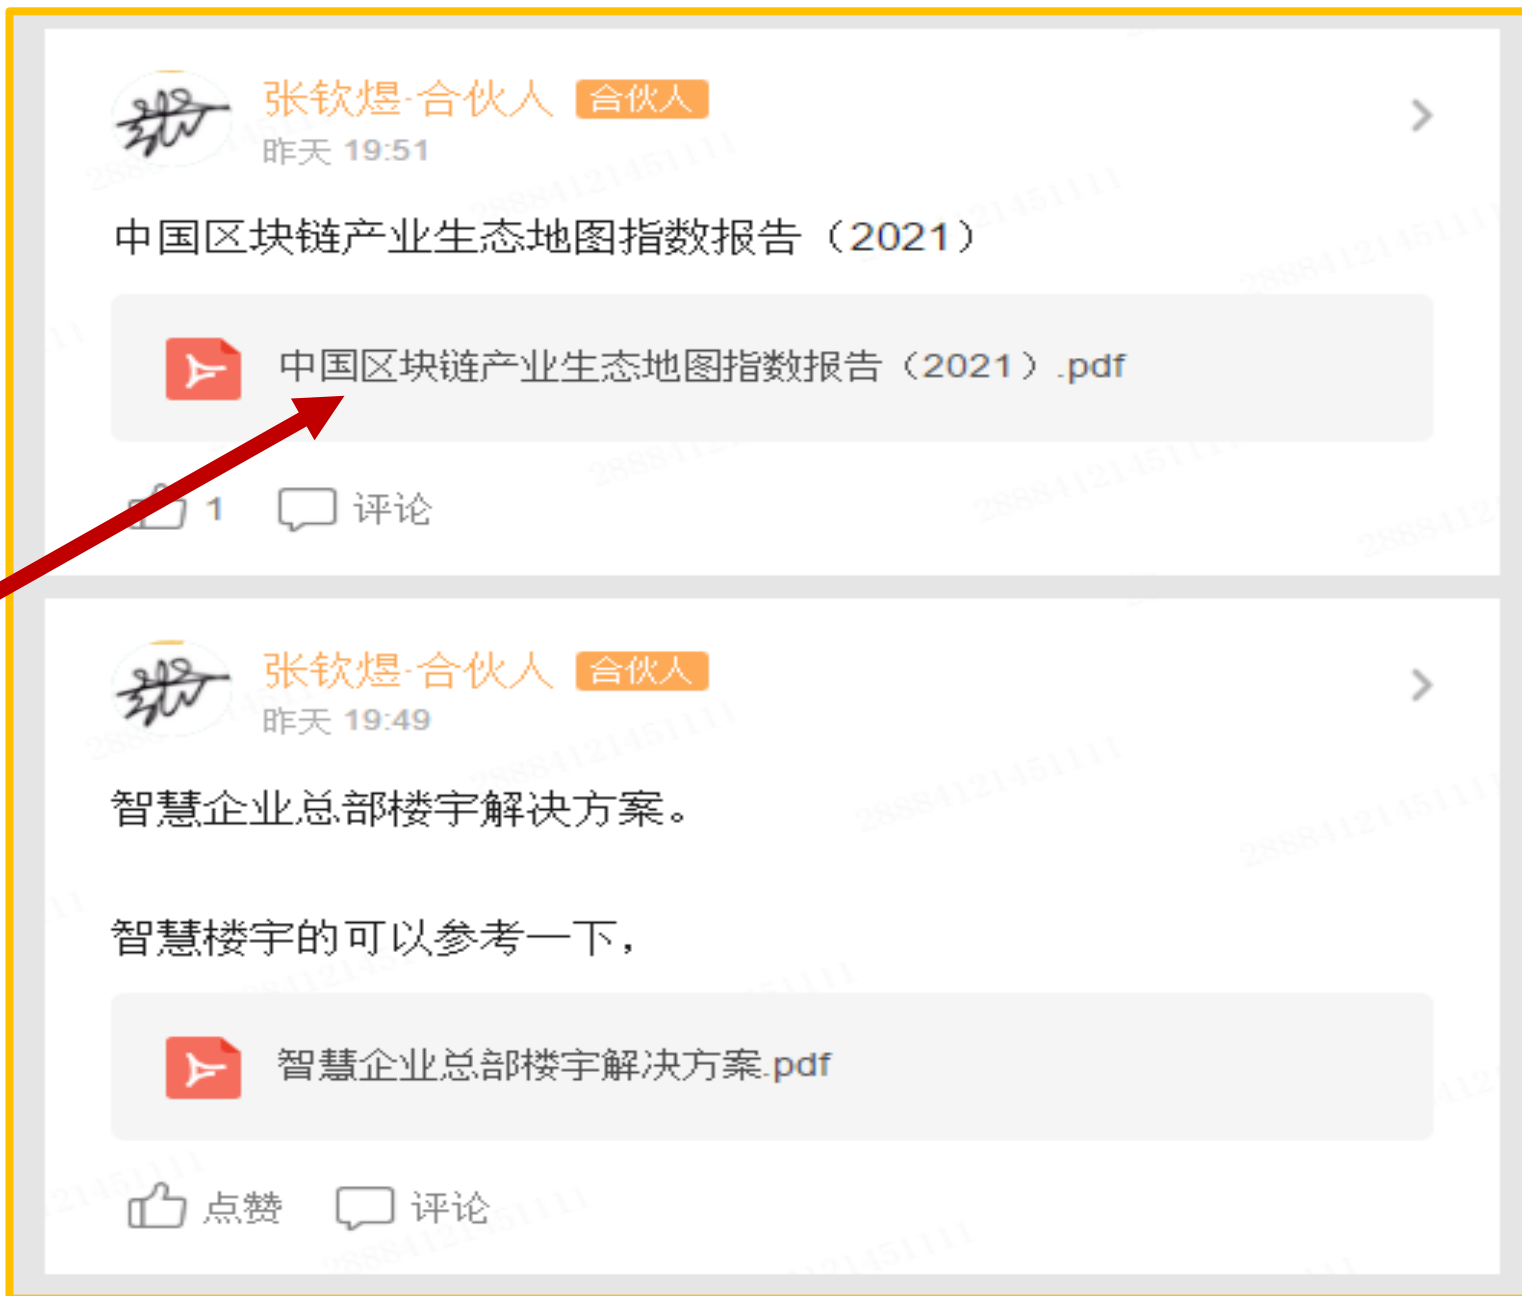 张钦煜·合伙人 合伙人
昨天 19:51
中国区块链产业生态地图指数报告（2021）
中国区块链产业生态地图指数报告（2021）.pdf
1 评论
张钦煜·合伙人 合伙人
昨天 19:49
智慧企业总部楼宇解决方案。
智慧楼宇的可以参考一下，
智慧企业总部楼宇解决方案.pdf
点赞 评论
28884121451111